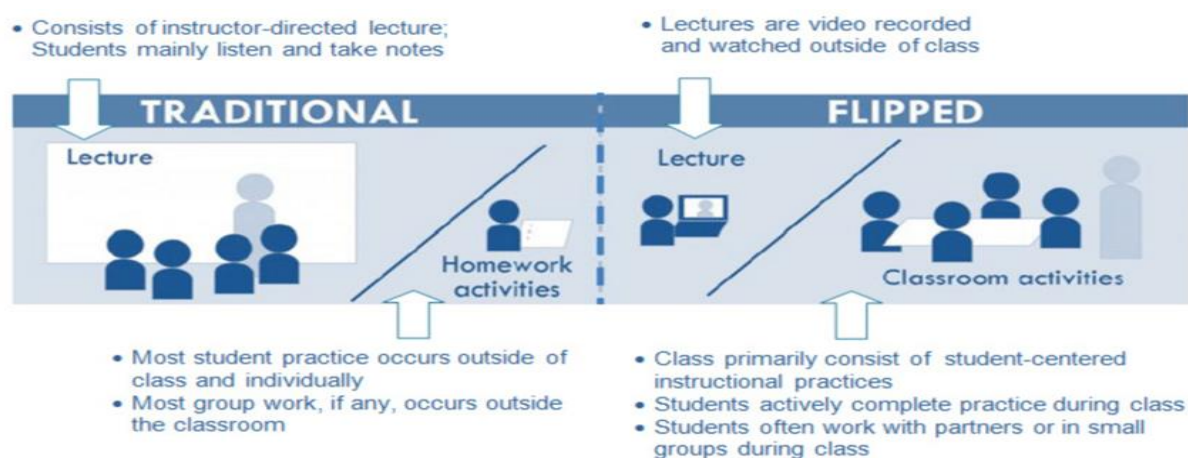 • Consists of instructor-directed lecture;
Students mainly listen and take notes
• Lectures are video recorded
and watched outside of class
TRADITIONAL
FLIPPED
Lecture
Homework
activities
Lecture
Classroom activities
• Most student practice occurs outside of
class and individually
• Most group work, if any, occurs outside
the classroom
• Class primarily consist of student-centered
instructional practices
• Students actively complete practice during class
• Students often work with partners or in small
groups during class